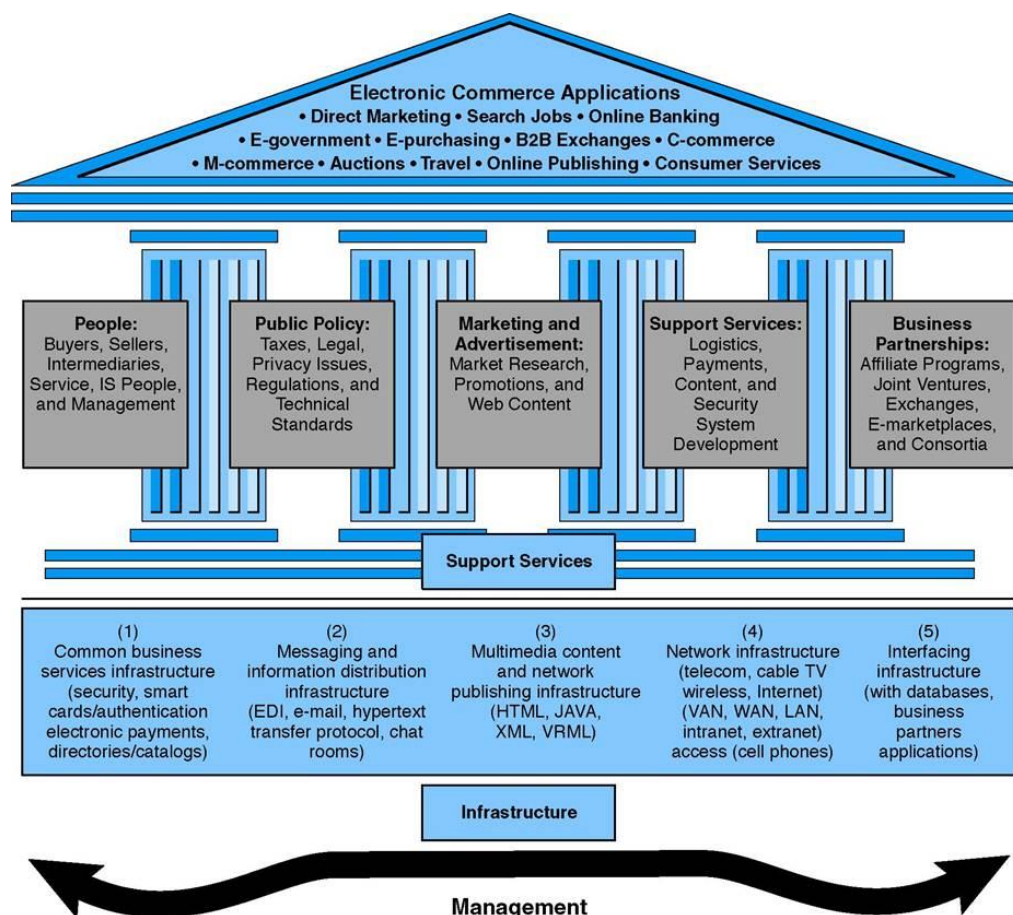 Electronic Commerce Applications
• Direct Marketing • Search Jobs • Online Banking
• E-government • E-purchasing • B2B Exchanges • C-commerce
• M-commerce • Auctions • Travel • Online Publishing • Consumer Services
People:
Buyers, Sellers,
Intermediaries,
Service, IS People,
and Management
Public Policy:
Taxes, Legal,
Privacy Issues,
Regulations, and
Technical
Standards
Marketing and
Advertisement:
Market Research,
Promotions, and
Web Content
Support Services:
Logistics,
Payments,
Content, and
Security
System
Development
Business
Partnerships:
Affiliate Programs,
Joint Ventures,
Exchanges,
E-marketplaces,
and Consortia
Support Services
(1)
Common business
services infrastructure
(security, smart
cards/authentication
electronic payments,
directories/catalogs)
(2)
Messaging and
information distribution
infrastructure
(EDI, e-mail, hypertext
transfer protocol, chat
rooms)
(3)
Multimedia content
and network
publishing infrastructure
(HTML, JAVA,
XML, VRML)
(4)
Network infrastructure
(telecom, cable TV
wireless, Internet)
(VAN, WAN, LAN,
intranet, extranet)
access (cell phones)
(5)
Interfacing
infrastructure
(with databases,
business
partners
applications)
Infrastructure
Management